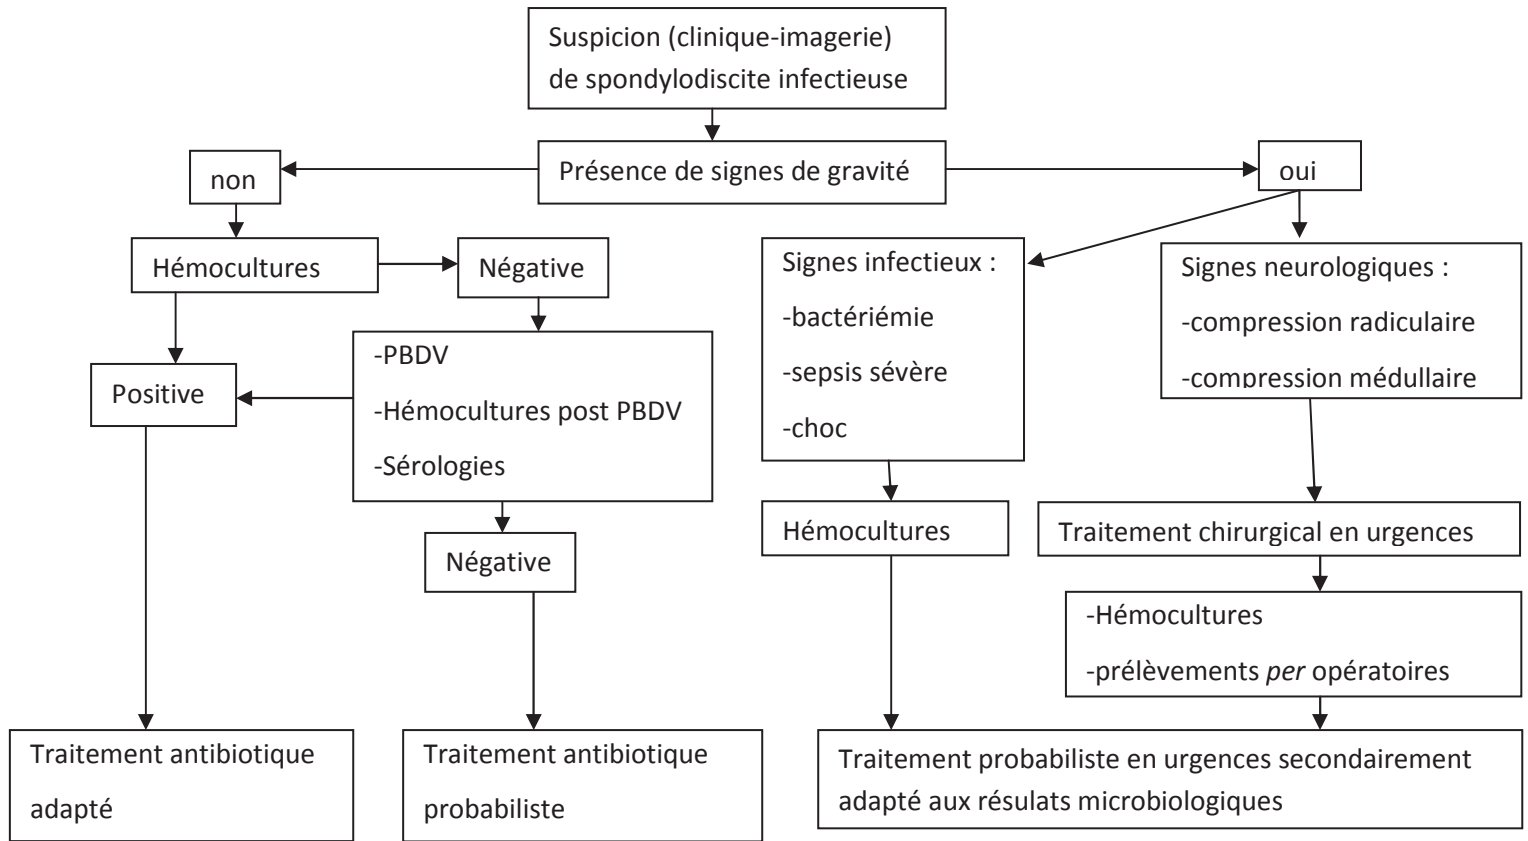 Suspicion (clinique-imagerie)
de spondylodiscite infectieuse
Présence de signes de gravité
non
oui
Hémocultures
Négative
Positive
-PBDV
-Hémocultures post PBDV
-Sérologies
Négative
Signes infectieux :
-bactériémie
-sepsis sévère
-choc
Signes neurologiques :
-compression radiculaire
-compression médullaire
Hémocultures
Traitement chirurgical en urgences
-Hémocultures
-prélèvements per opératoires
Traitement antibiotique
adapté
Traitement antibiotique
probabiliste
Traitement probabiliste en urgences secondairement
adapté aux résulats microbiologiques